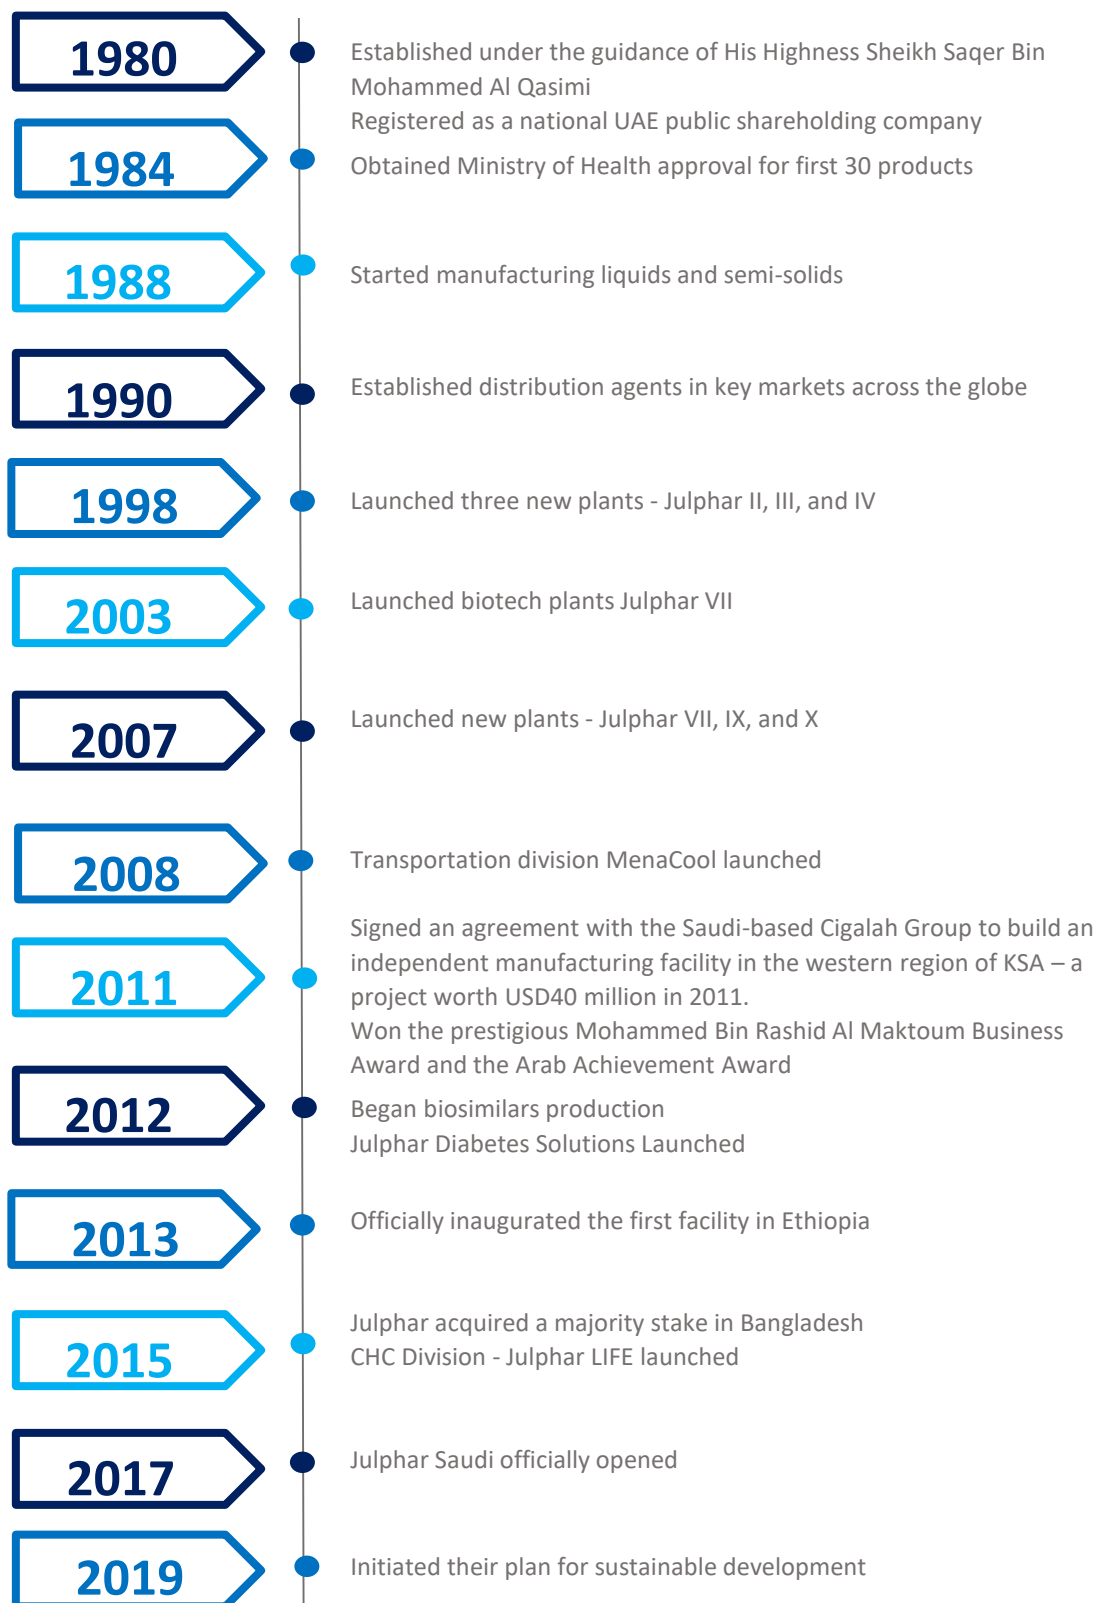 1980
Established under the guidance of His Highness Sheikh Saqer Bin
Mohammed Al Qasimi
Registered as a national UAE public shareholding company
1984
Obtained Ministry of Health approval for first 30 products
1988
Started manufacturing liquids and semi-solids
1990
Established distribution agents in key markets across the globe
1998
Launched three new plants - Julphar II, III, and IV
2003
Launched biotech plants Julphar VII
2007
Launched new plants - Julphar VII, IX, and X
2008
Transportation division MenaCool launched
2011
Signed an agreement with the Saudi-based Cigalah Group to build an
independent manufacturing facility in the western region of KSA – a
project worth USD40 million in 2011.
Won the prestigious Mohammed Bin Rashid Al Maktoum Business
Award and the Arab Achievement Award
2012
Began biosimilars production
Julphar Diabetes Solutions Launched
2013
Officially inaugurated the first facility in Ethiopia
2015
Julphar acquired a majority stake in Bangladesh
CHC Division - Julphar LIFE launched
2017
Julphar Saudi officially opened
2019
Initiated their plan for sustainable development